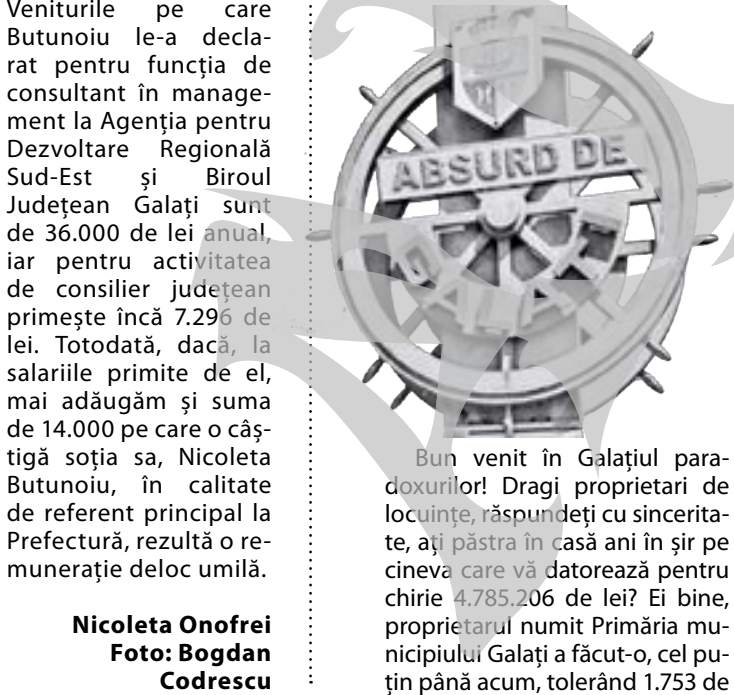 Veniturile pe care
Butunoiu le-a decla-
rat pentru funcția de
consultant în manage-
ment la Agenția pentru
Dezvoltare Regională
Sud-Est și Biroul
Județean Galați sunt
de 36.000 de lei anual,
iar pentru activitatea
de consilier județean
primește încă 7.296 de
lei. Totodată, dacă, la
salariile primite de el,
mai adăugăm și suma
de 14.000 pe care o câș-
tigă soția sa, Nicoleta
Butunoiu, în calitate
de referent principal la
Prefectură, rezultă o re-
munerație deloc umilă.
Nicoleta Onofrei
Foto: Bogdan
Codrescu
ABSURD DE
GALAȚI
Bun venit în Galațiul para-
doxurilor! Dragi proprietari de
locuințe, răspundeți cu sincerita-
te, ați păstra în casă ani în șir pe
cineva care vă datorează pentru
chirie 4.785.206 de lei? Ei bine,
proprietarul numit Primăria mu-
nicipiului Galați a făcut-o, cel pu-
țin până acum, tolerând 1.753 de